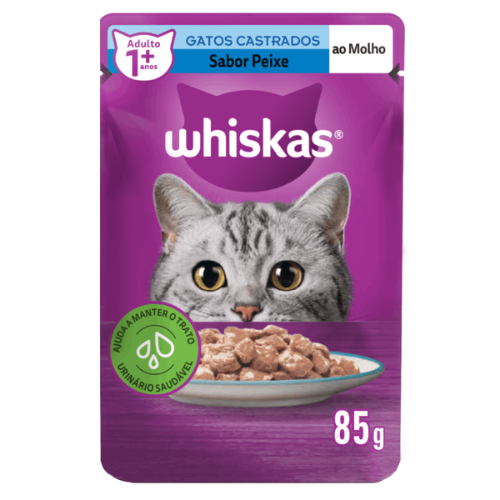 Adulto
1+
anos
GATOS CASTRADOS
Sabor Peixe
ao Molho
whiskas®
AJUDA A MANTER O TRATO
URINÁRIO SAUDÁVEL
85g